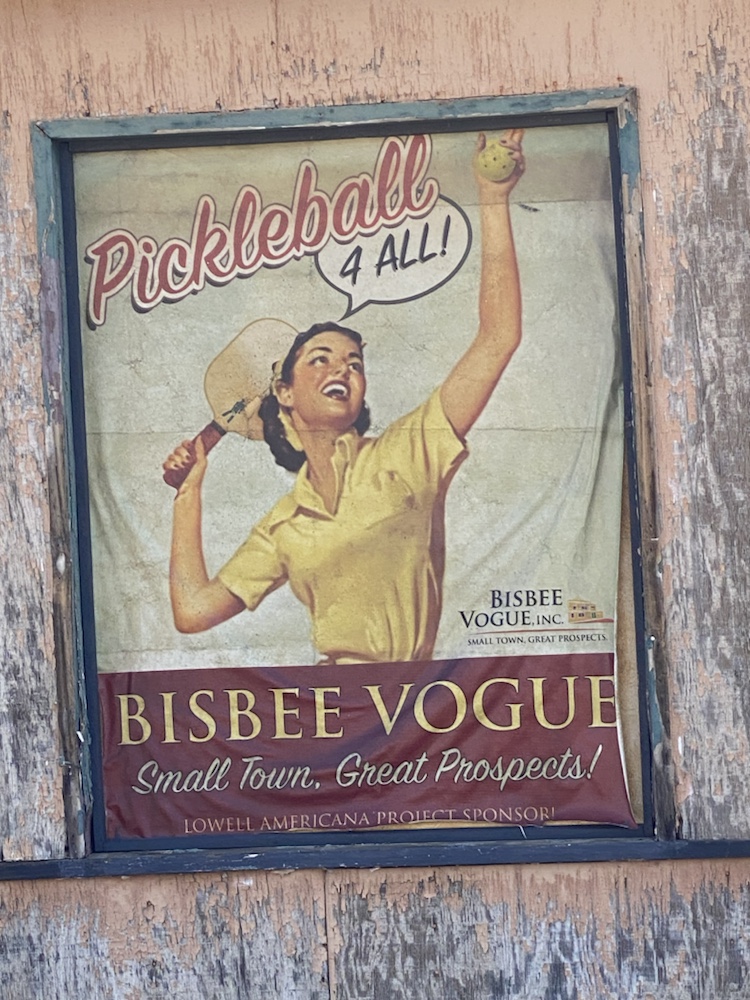 Pickleball
4 ALL!
BISBEE
VOGUE, INC.
SMALL TOWN, GREAT PROSPECTS.
BISBEE VOGUE
Small Town, Great Prospects!
LOWELL AMERICANA PROJECT SPONSOR!